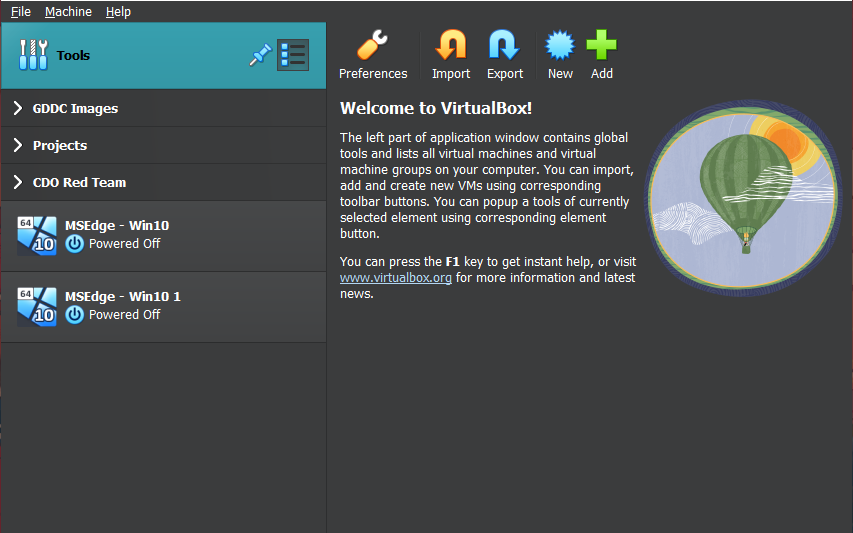 File Machine Help
Tools
GDDC Images
Projects
CDO Red Team
64
10
MSEdge - Win10
Powered Off
64
10
MSEdge - Win10 1
Powered Off
Preferences Import Export New Add
Welcome to VirtualBox!
The left part of application window contains global
tools and lists all virtual machines and virtual
machine groups on your computer. You can import,
add and create new VMs using corresponding
toolbar buttons. You can popup a tools of currently
selected element using corresponding element
button.
You can press the F1 key to get instant help, or visit
www.virtualbox.org for more information and latest
news.